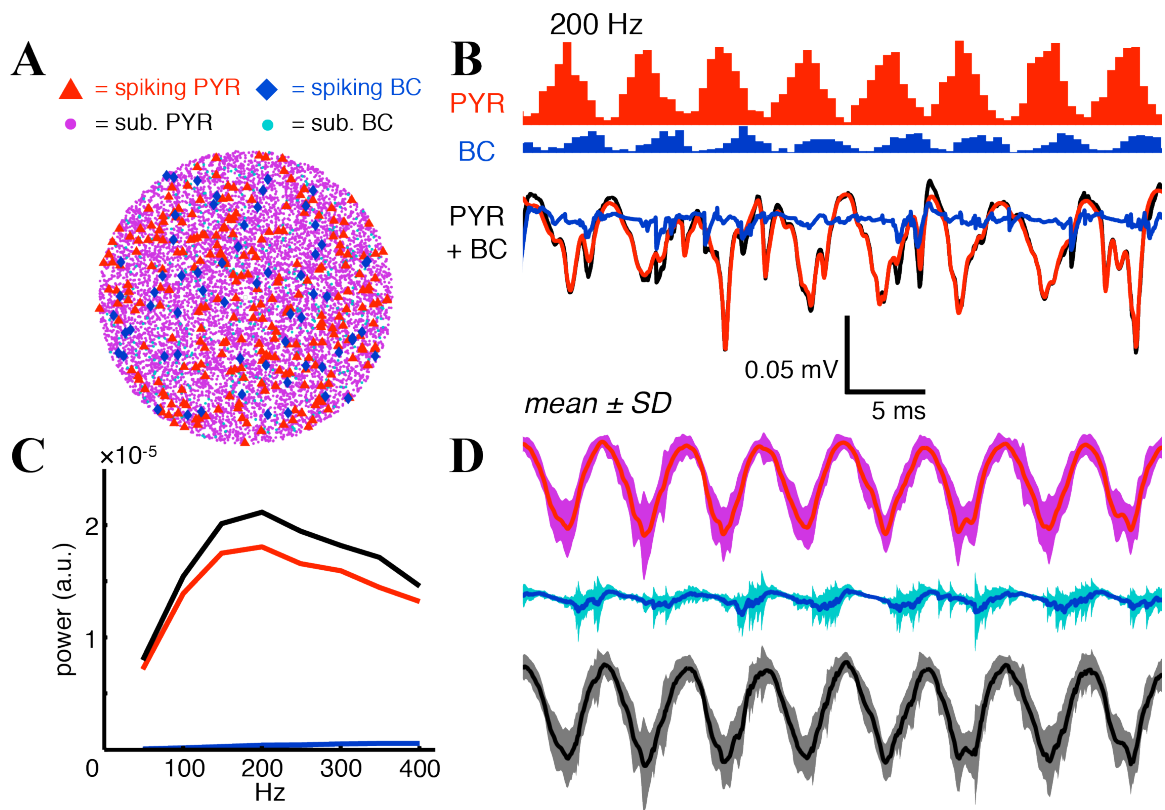 A
= spiking PYR
= spiking BC
= sub. PYR
= sub. BC
200 Hz
B
PYR
BC
PYR
+ BC
0.05 mV
5 ms
mean ± SD
C
×10-5
2
1
power (a.u.)
0 100 200 300 400
Hz
D